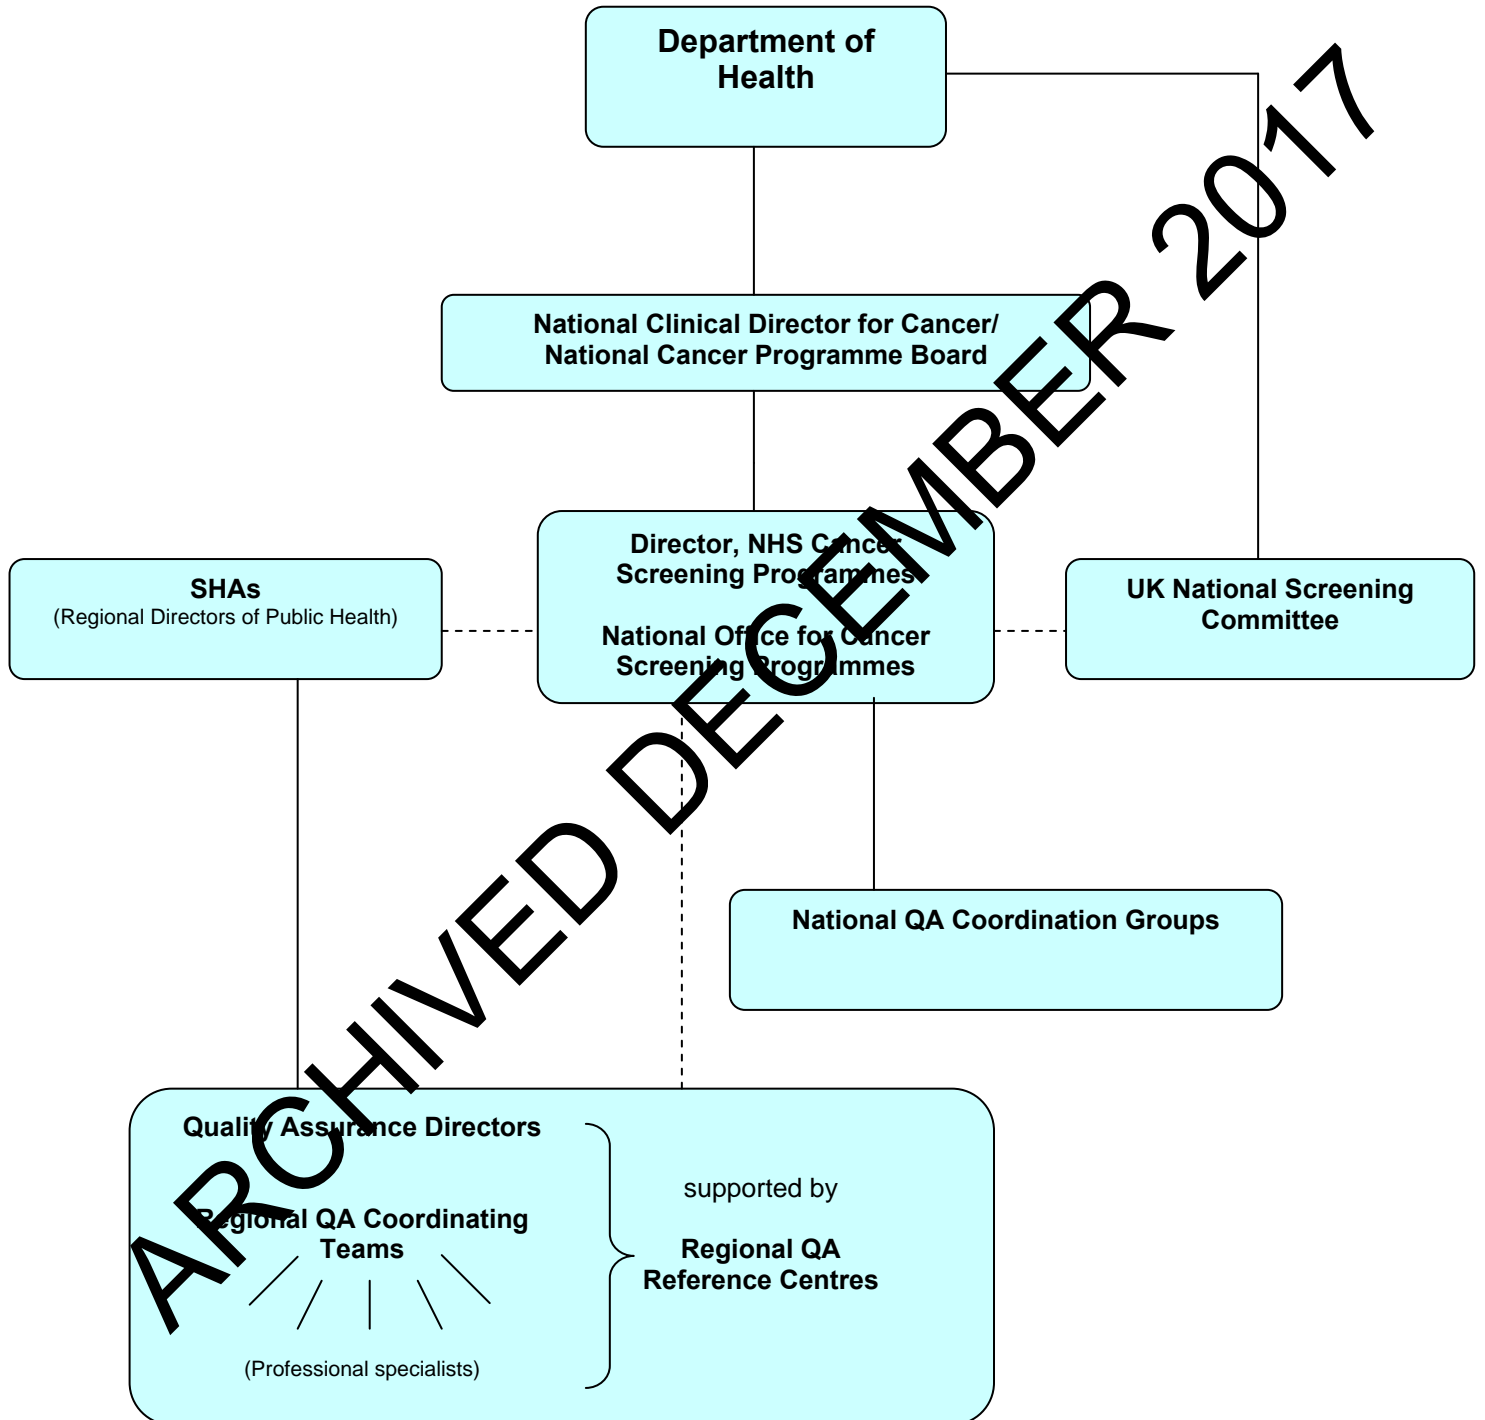 Department of
Health
National Clinical Director for Cancer/
National Cancer Programme Board
Director, NHS Cancer
Screening Programmes
National Office for Cancer
Screening Programmes
SHAs
(Regional Directors of Public Health)
UK National Screening
Committee
National QA Coordination Groups
Quality Assurance Directors
Regional QA Coordinating
Teams
(Professional specialists)
supported by
Regional QA
Reference Centres
ARCHIVED DECEMBER 2017